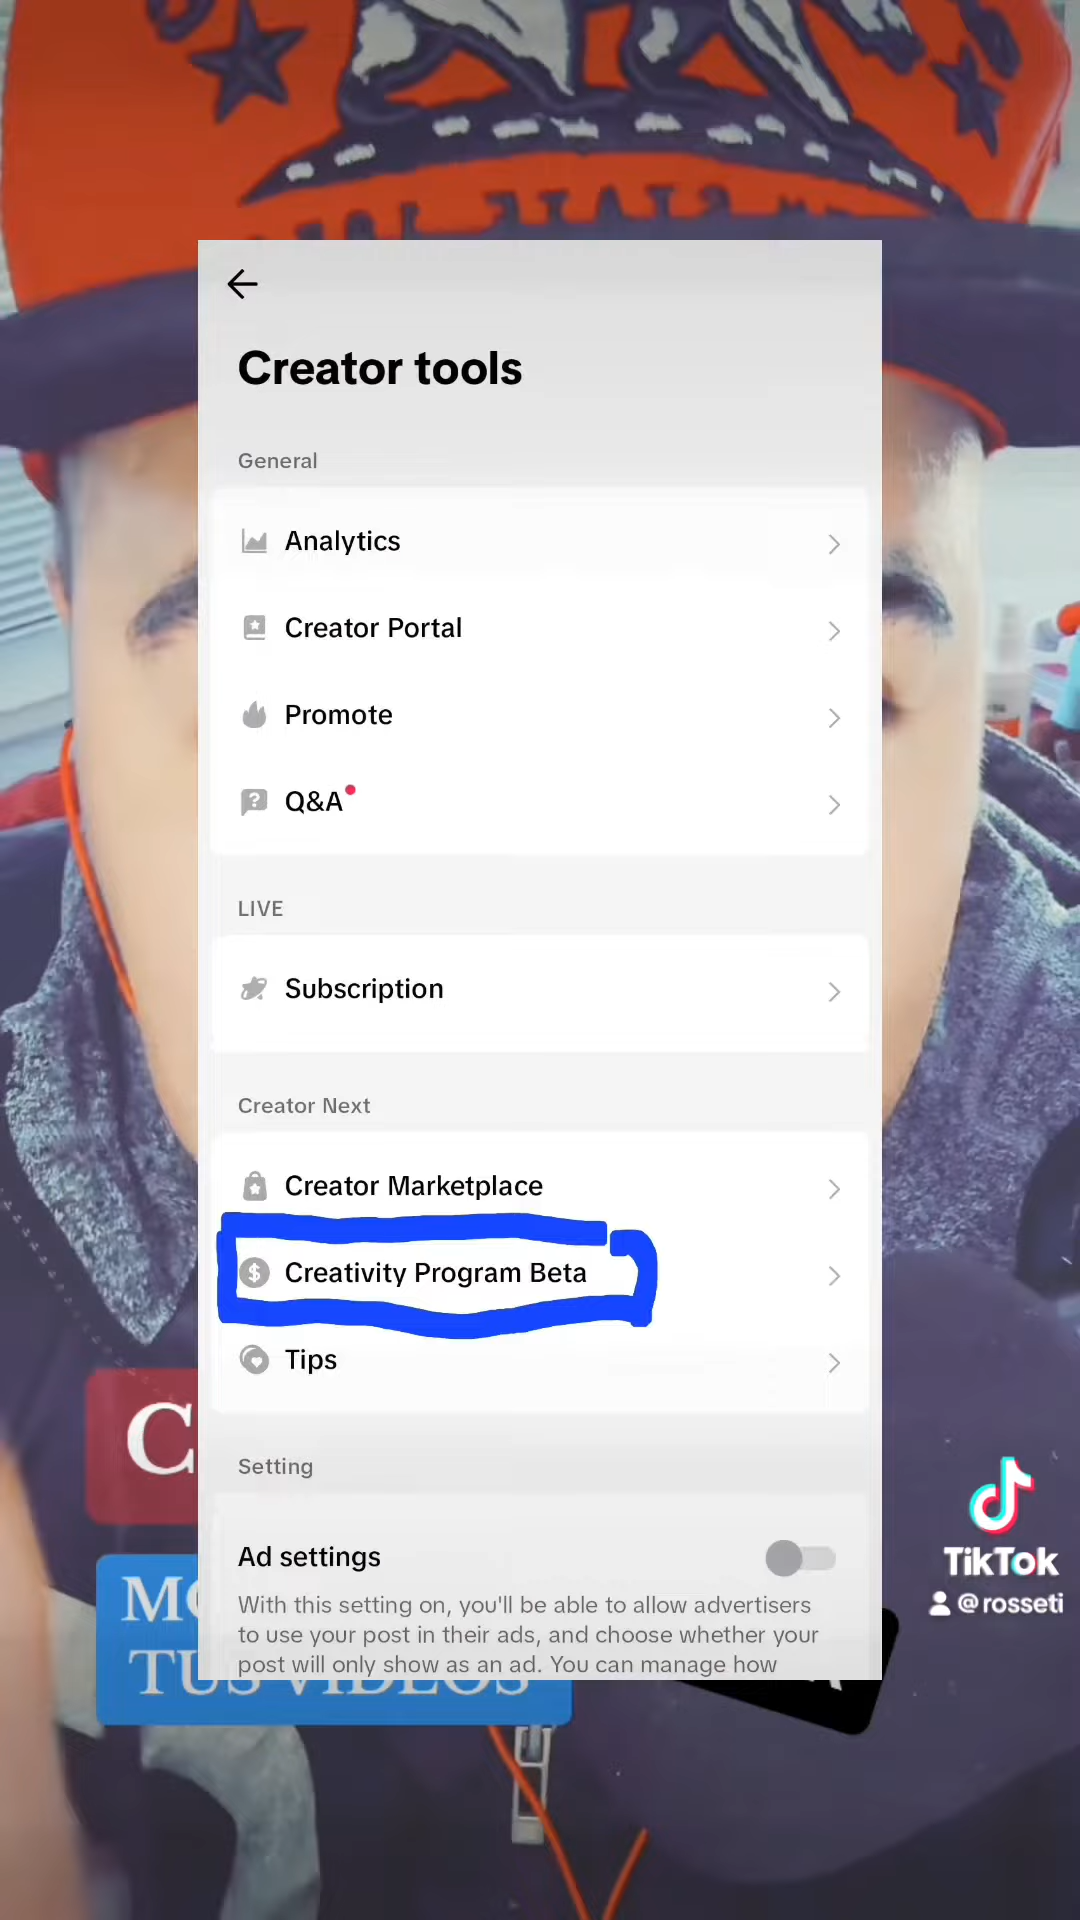 Creator tools
General
Analytics
Creator Portal
Promote
Q&A
LIVE
Subscription
Creator Next
Creator Marketplace
Creativity Program Beta
Tips
Setting
Ad settings
With this setting on, you'll be able to allow advertisers
to use your post in their ads, and choose whether your
post will only show as an ad. You can manage how
TUS VIDEOS
TikTok
@rosseti